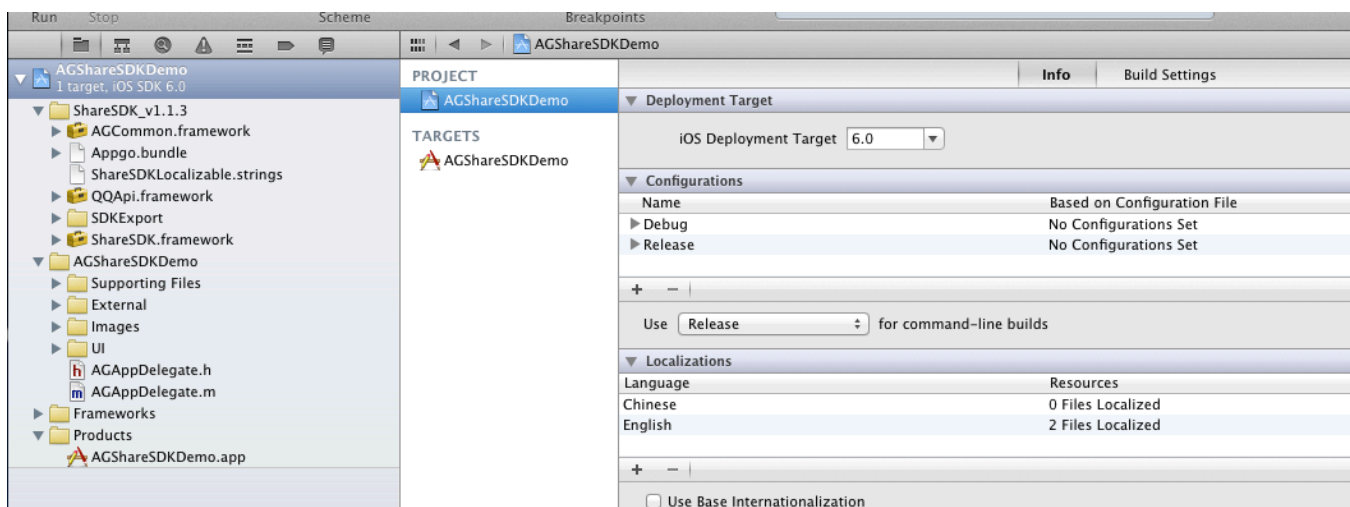 Run Stop Scheme Breakpoints
AGShareSDKDemo
AGShareSDKDemo
1 target, iOS SDK 6.0
ShareSDK_v1.1.3
AGCommon.framework
Appgo.bundle
ShareSDKLocalizable.strings
QQApi.framework
SDKExport
ShareSDK.framework
AGShareSDKDemo
Supporting Files
External
Images
UI
h AGAppDelegate.h
m AGAppDelegate.m
Frameworks
Products
AGShareSDKDemo.app
PROJECT
AGShareSDKDemo
TARGETS
AGShareSDKDemo
Info Build Settings
Deployment Target
iOS Deployment Target 6.0
Configurations
Name Based on Configuration File
Debug No Configurations Set
Release No Configurations Set
+ −
Use Release for command-line builds
Localizations
Language Resources
Chinese 0 Files Localized
English 2 Files Localized
+ −
Use Base Internationalization